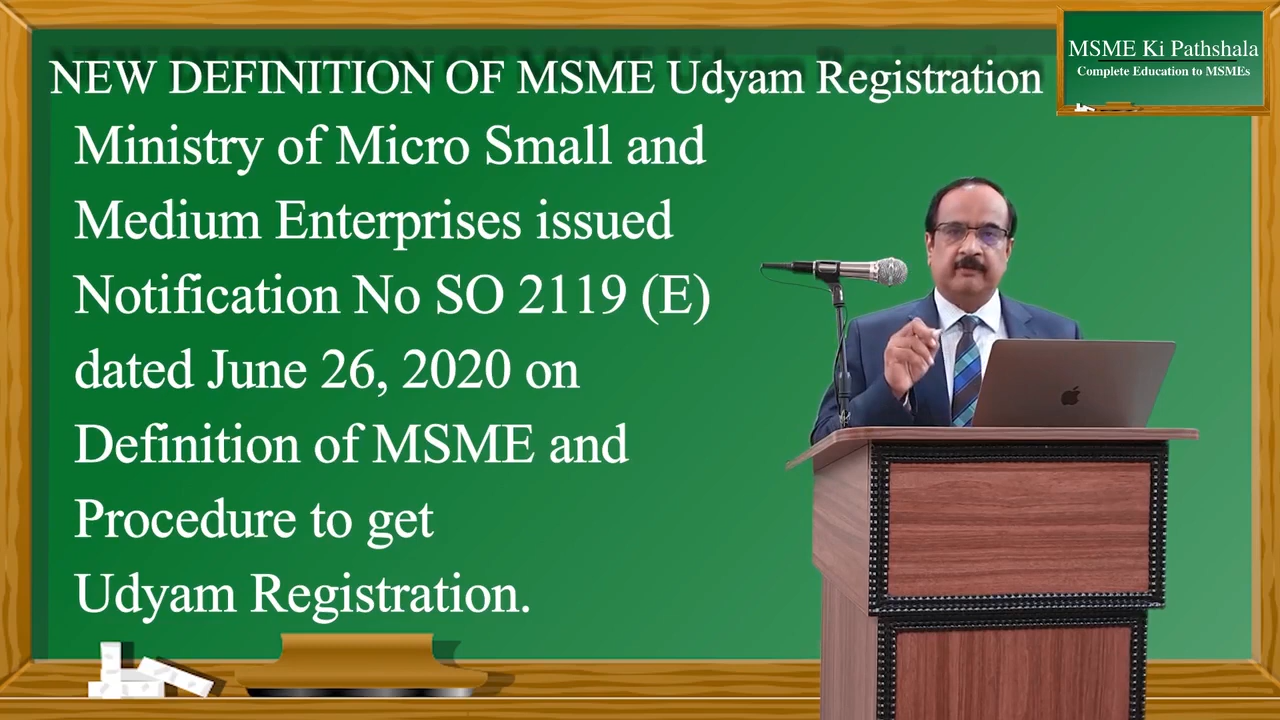 NEW DEFINITION OF MSME Udyam Registration
MSME Ki Pathshala
Complete Education to MSMEs
Ministry of Micro Small and
Medium Enterprises issued
Notification No SO 2119 (E)
dated June 26, 2020 on
Definition of MSME and
Procedure to get
Udyam Registration.